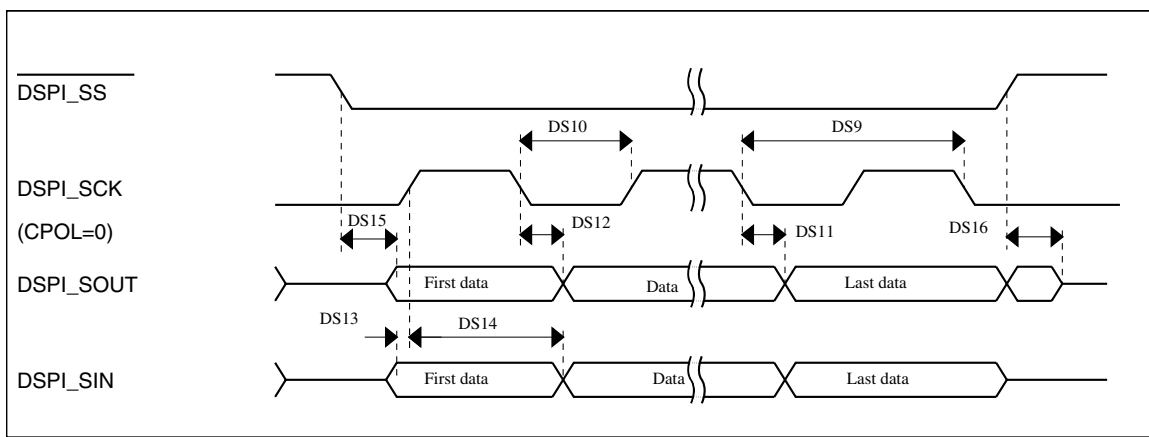 DSPI_SS
DS10
DS9
DSPI_SCK
DS15
DS12
DS11
DS16
(CPOL=0)
DSPI_SOUT
First data
Data
Last data
DS13
DS14
DSPI_SIN
First data
Data
Last data